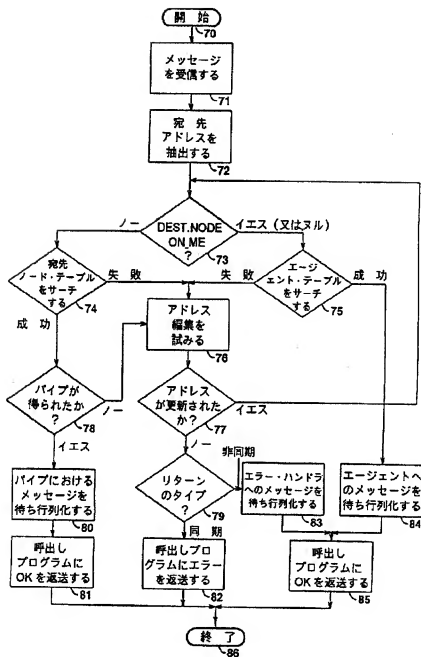 開始
70
メッセージ
を受信する
71
宛先
アドレスを
抽出する
72
ノー
DEST.NODE
ON_ME
?
73
イエス（又はヌル）
宛先
ノード・テーブル
をサーチ
する
74
失敗
成功
失敗
エージ
ェント・テーブル
をサーチ
する
75
成功
アドレス
編集を
試みる
76
パイプが
得られたか
?
78
ノー
イエス
アドレス
が更新された
か?
77
イエス
ノー
リターン
のタイプ
?
79
非同期
同期
パイプにおける
メッセージを
待ち行列化する
80
エラー・ハンドラ
へのメッセージを
待ち行列化する
83
エージェントへ
のメッセージを
待ち行列化する
84
呼出し
プログラムに
OKを返送する
81
呼出しプロ
グラムにエラー
を返送する
82
呼出し
プログラムに
OKを返送する
85
終了
86